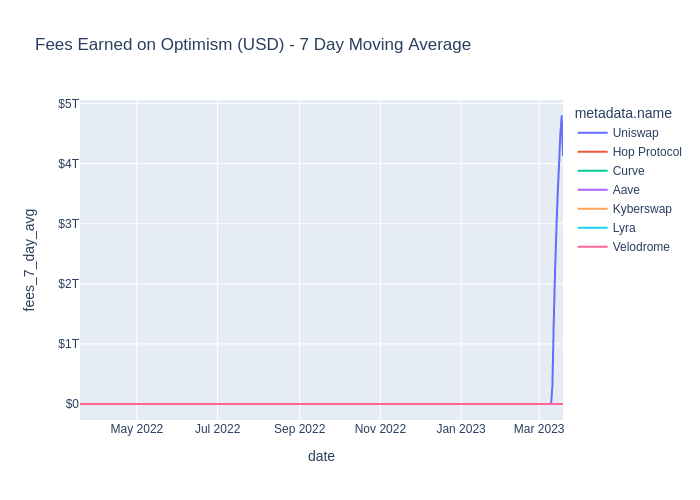 Fees Earned on Optimism (USD) - 7 Day Moving Average
metadata.name
Uniswap
Hop Protocol
Curve
Aave
Kyberswap
Lyra
Velodrome
fees_7_day_avg
$5T
$4T
$3T
$2T
$1T
$0
May 2022
Jul 2022
Sep 2022
Nov 2022
Jan 2023
Mar 2023
date